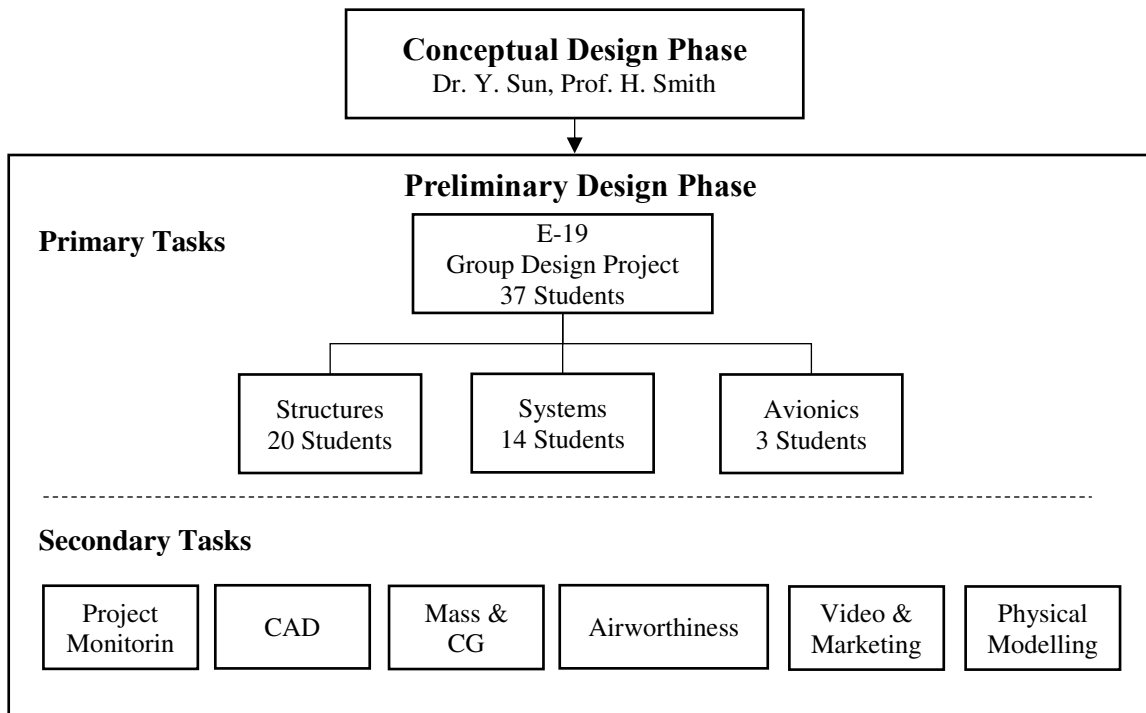 Conceptual Design Phase
Dr. Y. Sun, Prof. H. Smith
Preliminary Design Phase
Primary Tasks
E-19
Group Design Project
37 Students
Structures
20 Students
Systems
14 Students
Avionics
3 Students
Secondary Tasks
Project
Monitorin
CAD
Mass &
CG
Airworthiness
Video &
Marketing
Physical
Modelling